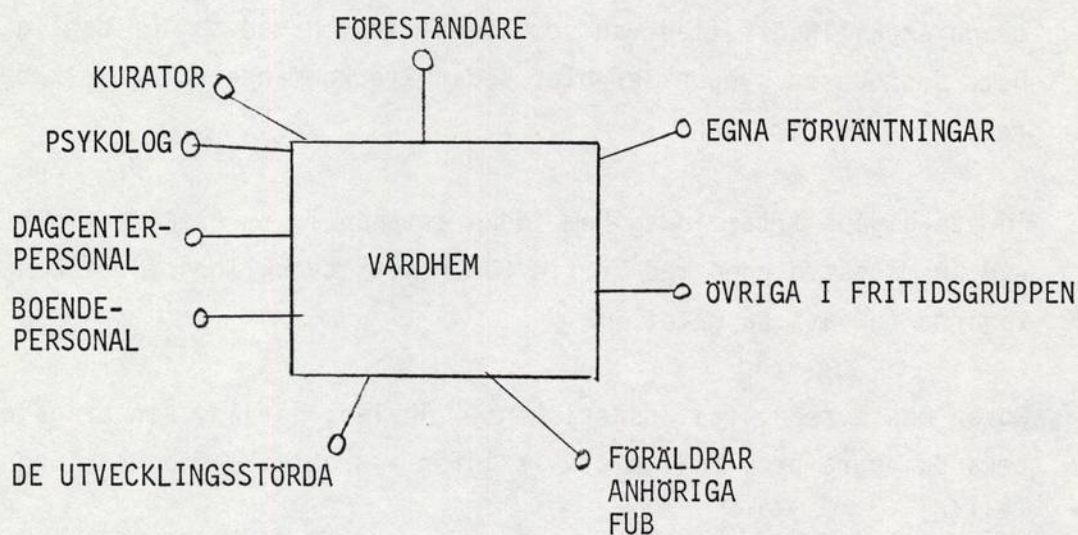 FÖRESTÅNDARE
KURATOR
PSYKOLOG
EGNA FÖRVÄNTNINGAR
DAGCENTER-
PERSONAL
VÅRDHEM
ÖVRIGA I FRITIDSGRUPPEN
BOENDE-
PERSONAL
DE UTVECKLINGSSTÖRDA
FÖRÄLDRAR
ANHÖRIGA
FUB